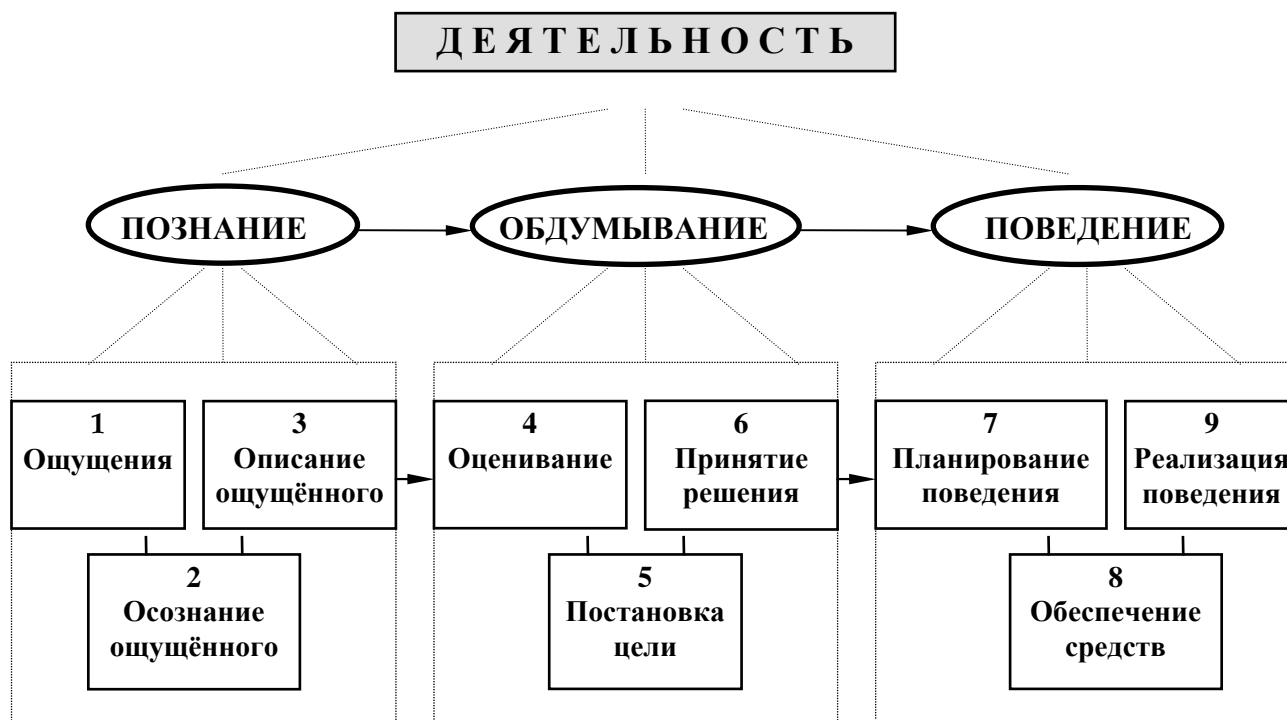 ДЕЯТЕЛЬНОСТЬ
ПОЗНАНИЕ
ОБДУМЫВАНИЕ
ПОВЕДЕНИЕ
1
Ощущения
3
Описание
ощущённого
2
Осознание
ощущённого
4
Оценивание
6
Принятие
решения
5
Постановка
цели
7
Планирование
поведения
9
Реализация
поведения
8
Обеспечение
средств